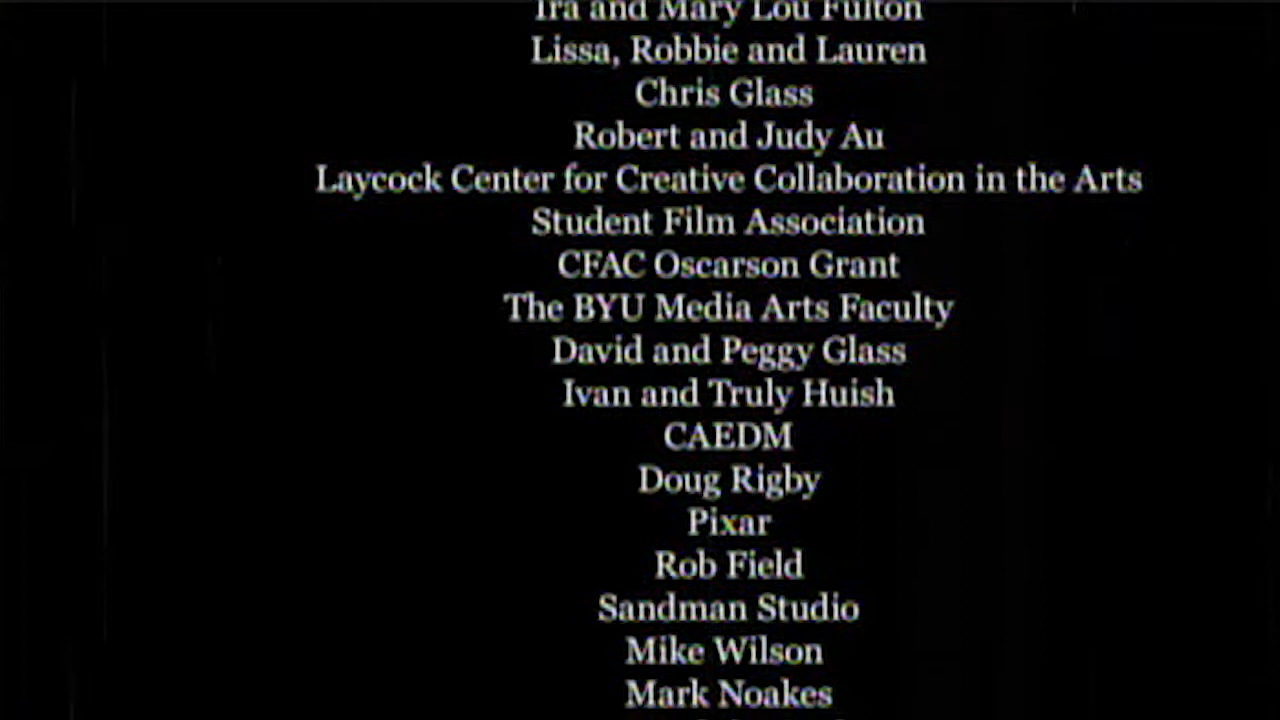 Ira and Mary Lou Fulton
Lissa, Robbie and Lauren
Chris Glass
Robert and Judy Au
Laycock Center for Creative Collaboration in the Arts
Student Film Association
CFAC Oscarson Grant
The BYU Media Arts Faculty
David and Peggy Glass
Ivan and Truly Huish
CAEDM
Doug Rigby
Pixar
Rob Field
Sandman Studio
Mike Wilson
Mark Noakes